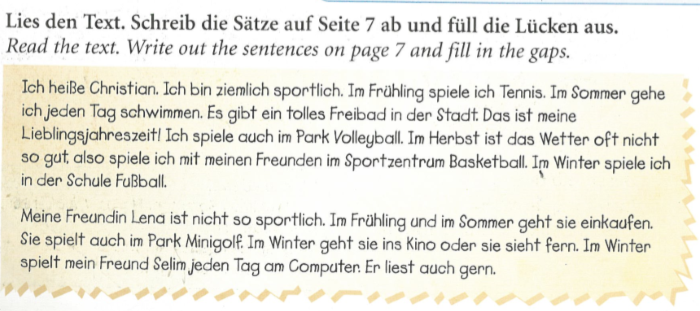 Lies den Text. Schreib die Sätze auf Seite 7 ab und füll die Lücken aus.
Read the text. Write out the sentences on page 7 and fill in the gaps.
Ich heiße Christian. Ich bin ziemlich sportlich. Im Frühling spiele ich Tennis. Im Sommer gehe
ich jeden Tag schwimmen. Es gibt ein tolles Freibad in der Stadt. Das ist meine
Lieblingsjahreszeit! Ich spiele auch im Park Volleyball. Im Herbst ist das Wetter oft nicht
so gut, also spiele ich mit meinen Freunden im Sportzentrum Basketball. Im Winter spiele ich
in der Schule Fußball.
Meine Freundin Lena ist nicht so sportlich. Im Frühling und im Sommer geht sie einkaufen.
Sie spielt auch im Park Minigolf. Im Winter geht sie ins Kino oder sie sieht fern. Im Winter
spielt mein Freund Selim jeden Tag am Computer. Er liest auch gern.